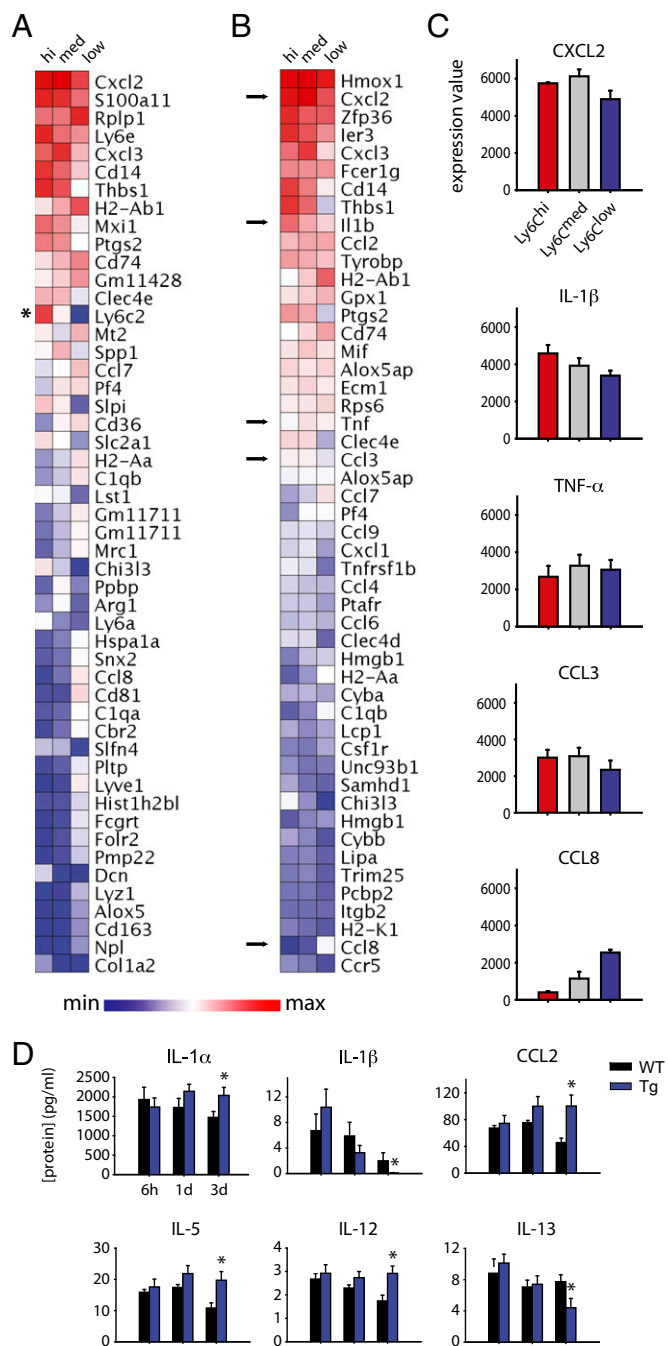 A
hi med low
Cxcl2
S100a11
Rplp1
Ly6e
Cxcl3
Cd14
Thbs1
H2-Ab1
Mxi1
Ptgs2
Cd74
Gm11428
Clec4e
* Ly6c2
Mt2
Spp1
Ccl7
Pf4
Slpi
Cd36
Slc2a1
H2-Aa
C1qb
Lst1
Gm11711
Gm11711
Mrc1
Chi3l3
Ppbp
Arg1
Ly6a
Hspa1a
Snx2
Ccl8
Cd81
C1qa
Cbr2
Slfn4
Pltp
Lyve1
Hist1h2bl
Fcgrt
Folr2
Pmp22
Dcn
Lyz1
Alox5
Cd163
Npl
Col1a2
B
hi med low
Hmox1
Cxcl2
Zfp36
Ier3
Cxcl3
Fcer1g
Cd14
Thbs1
Il1b
Ccl2
Tyrobp
H2-Ab1
Gpx1
Ptgs2
Cd74
Mif
Alox5ap
Ecm1
Rps6
Tnf
Clec4e
Ccl3
Alox5ap
Ccl7
Pf4
Ccl9
Cxcl1
Tnfrsf1b
Ccl4
Ptafr
Ccl6
Clec4d
Hmgb1
H2-Aa
Cyba
C1qb
Lcp1
Csf1r
Unc93b1
Samhd1
Chi3l3
Hmgb1
Cybb
Lipa
Trim25
Pcbp2
Itgb2
H2-K1
Ccl8
Ccr5
min max
C
CXCL2
expression value
6000
4000
2000
0
Ly6Chi Ly6Cmed Ly6Clow
IL-1β
6000
4000
2000
0
TNF-α
6000
4000
2000
0
CCL3
6000
4000
2000
0
CCL8
6000
4000
2000
0
D
WT
Tg
[protein] (pg/ml)
IL-1α
2500
2000
1500
1000
500
0
*
6h 1d 3d
IL-1β
12
8
4
0
*
CCL2
120
80
40
0
*
IL-5
30
20
10
0
*
IL-12
4
3
2
1
0
*
IL-13
12
8
4
0
*